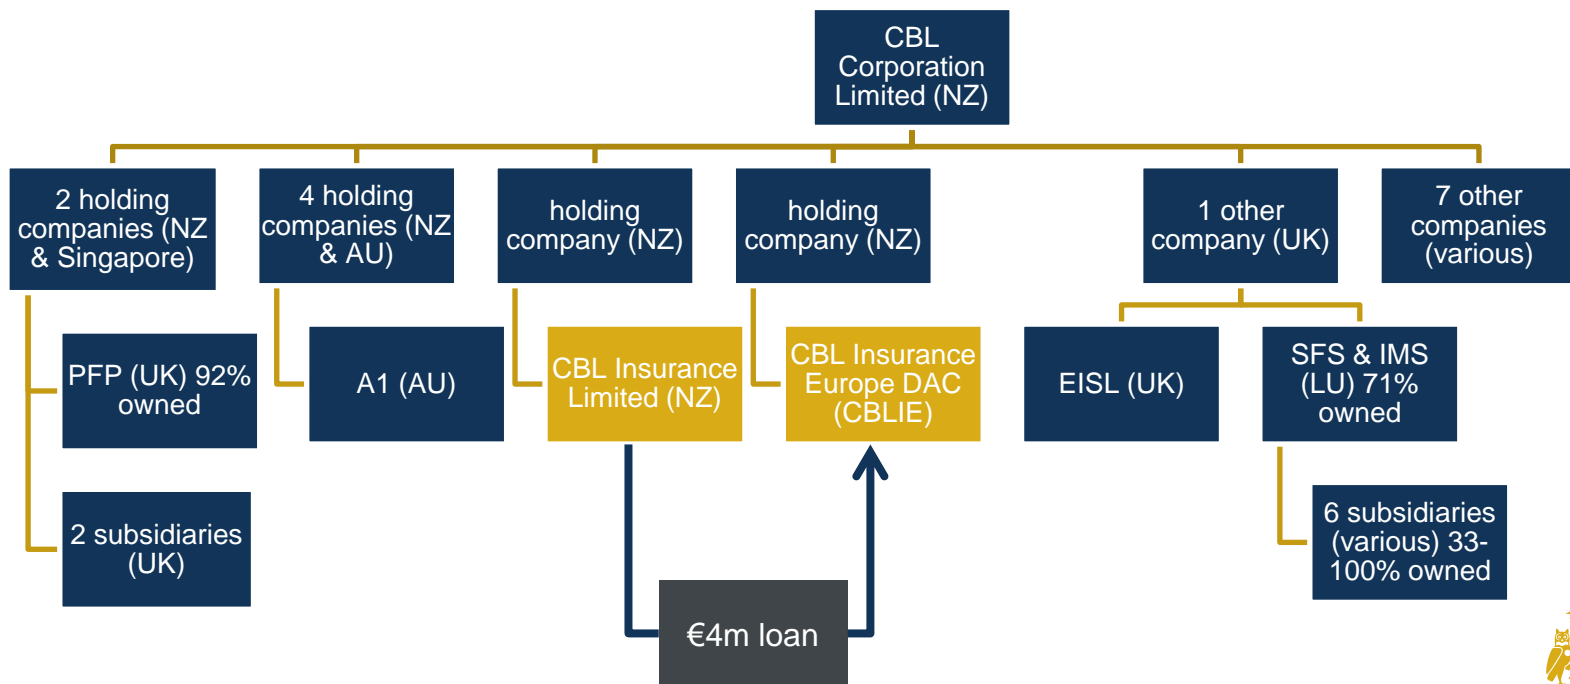 CBL
Corporation
Limited (NZ)
2 holding
companies (NZ
& Singapore)
4 holding
companies (NZ
& AU)
holding
company (NZ)
holding
company (NZ)
1 other
company (UK)
7 other
companies
(various)
PFP (UK) 92%
owned
A1 (AU)
CBL Insurance
Limited (NZ)
CBL Insurance
Europe DAC
(CBLIE)
EISL (UK)
SFS & IMS
(LU) 71%
owned
2 subsidiaries
(UK)
6 subsidiaries
(various) 33-
100% owned
€4m loan